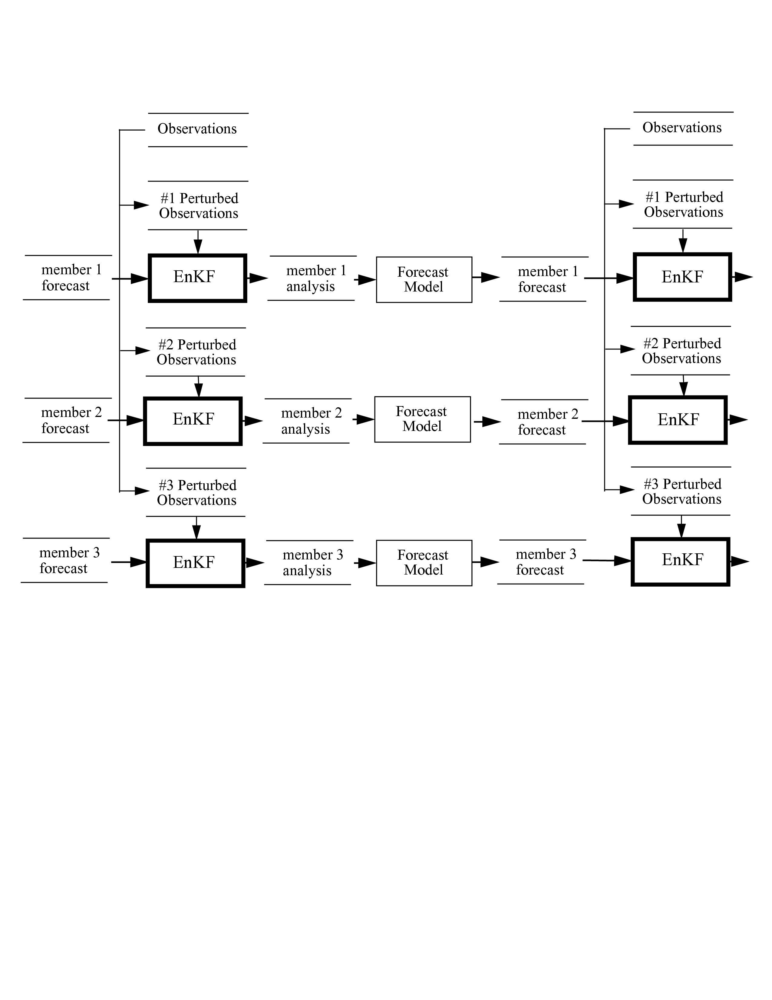 Observations
Observations
#1 Perturbed
Observations
#1 Perturbed
Observations
member 1
forecast
EnKF
member 1
analysis
Forecast
Model
member 1
forecast
EnKF
#2 Perturbed
Observations
#2 Perturbed
Observations
member 2
forecast
EnKF
member 2
analysis
Forecast
Model
member 2
forecast
EnKF
#3 Perturbed
Observations
#3 Perturbed
Observations
member 3
forecast
EnKF
member 3
analysis
Forecast
Model
member 3
forecast
EnKF